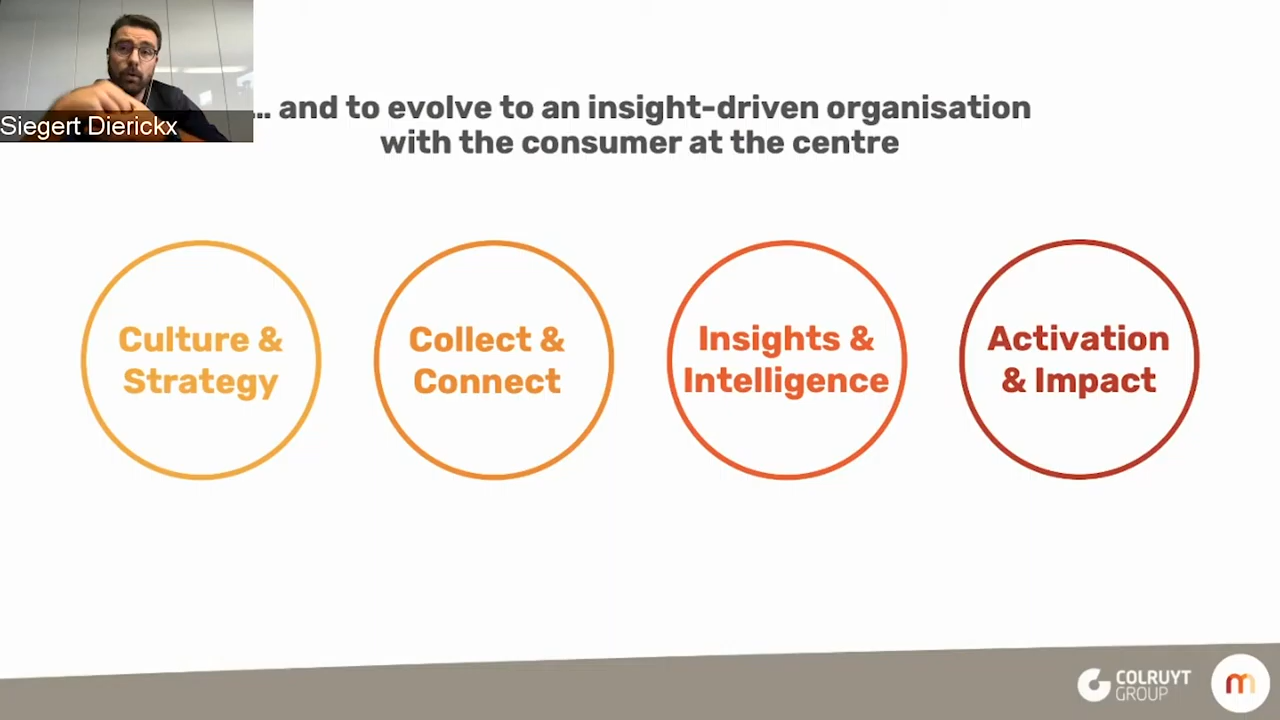 Siegert Dierickx
... and to evolve to an insight-driven organisation
with the consumer at the centre
Culture &
Strategy
Collect &
Connect
Insights &
Intelligence
Activation
& Impact
COLRUYT
GROUP
m